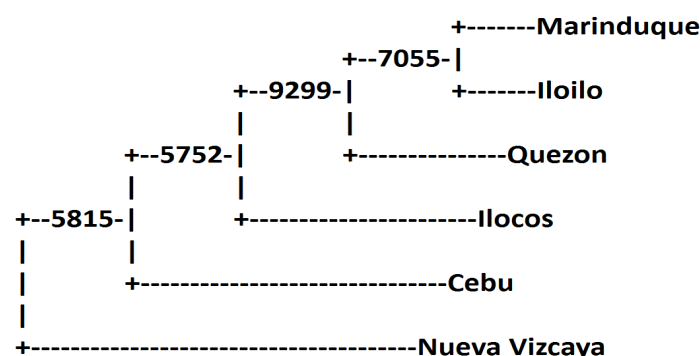 +-------Marinduque
+--7055-|
+--9299-| +-------Iloilo
| |
+--5752-| +---------------Quezon
| |
+--5815-| +-----------------------Ilocos
| |
| +-------------------------------Cebu
|
+---------------------------------------Nueva Vizcaya